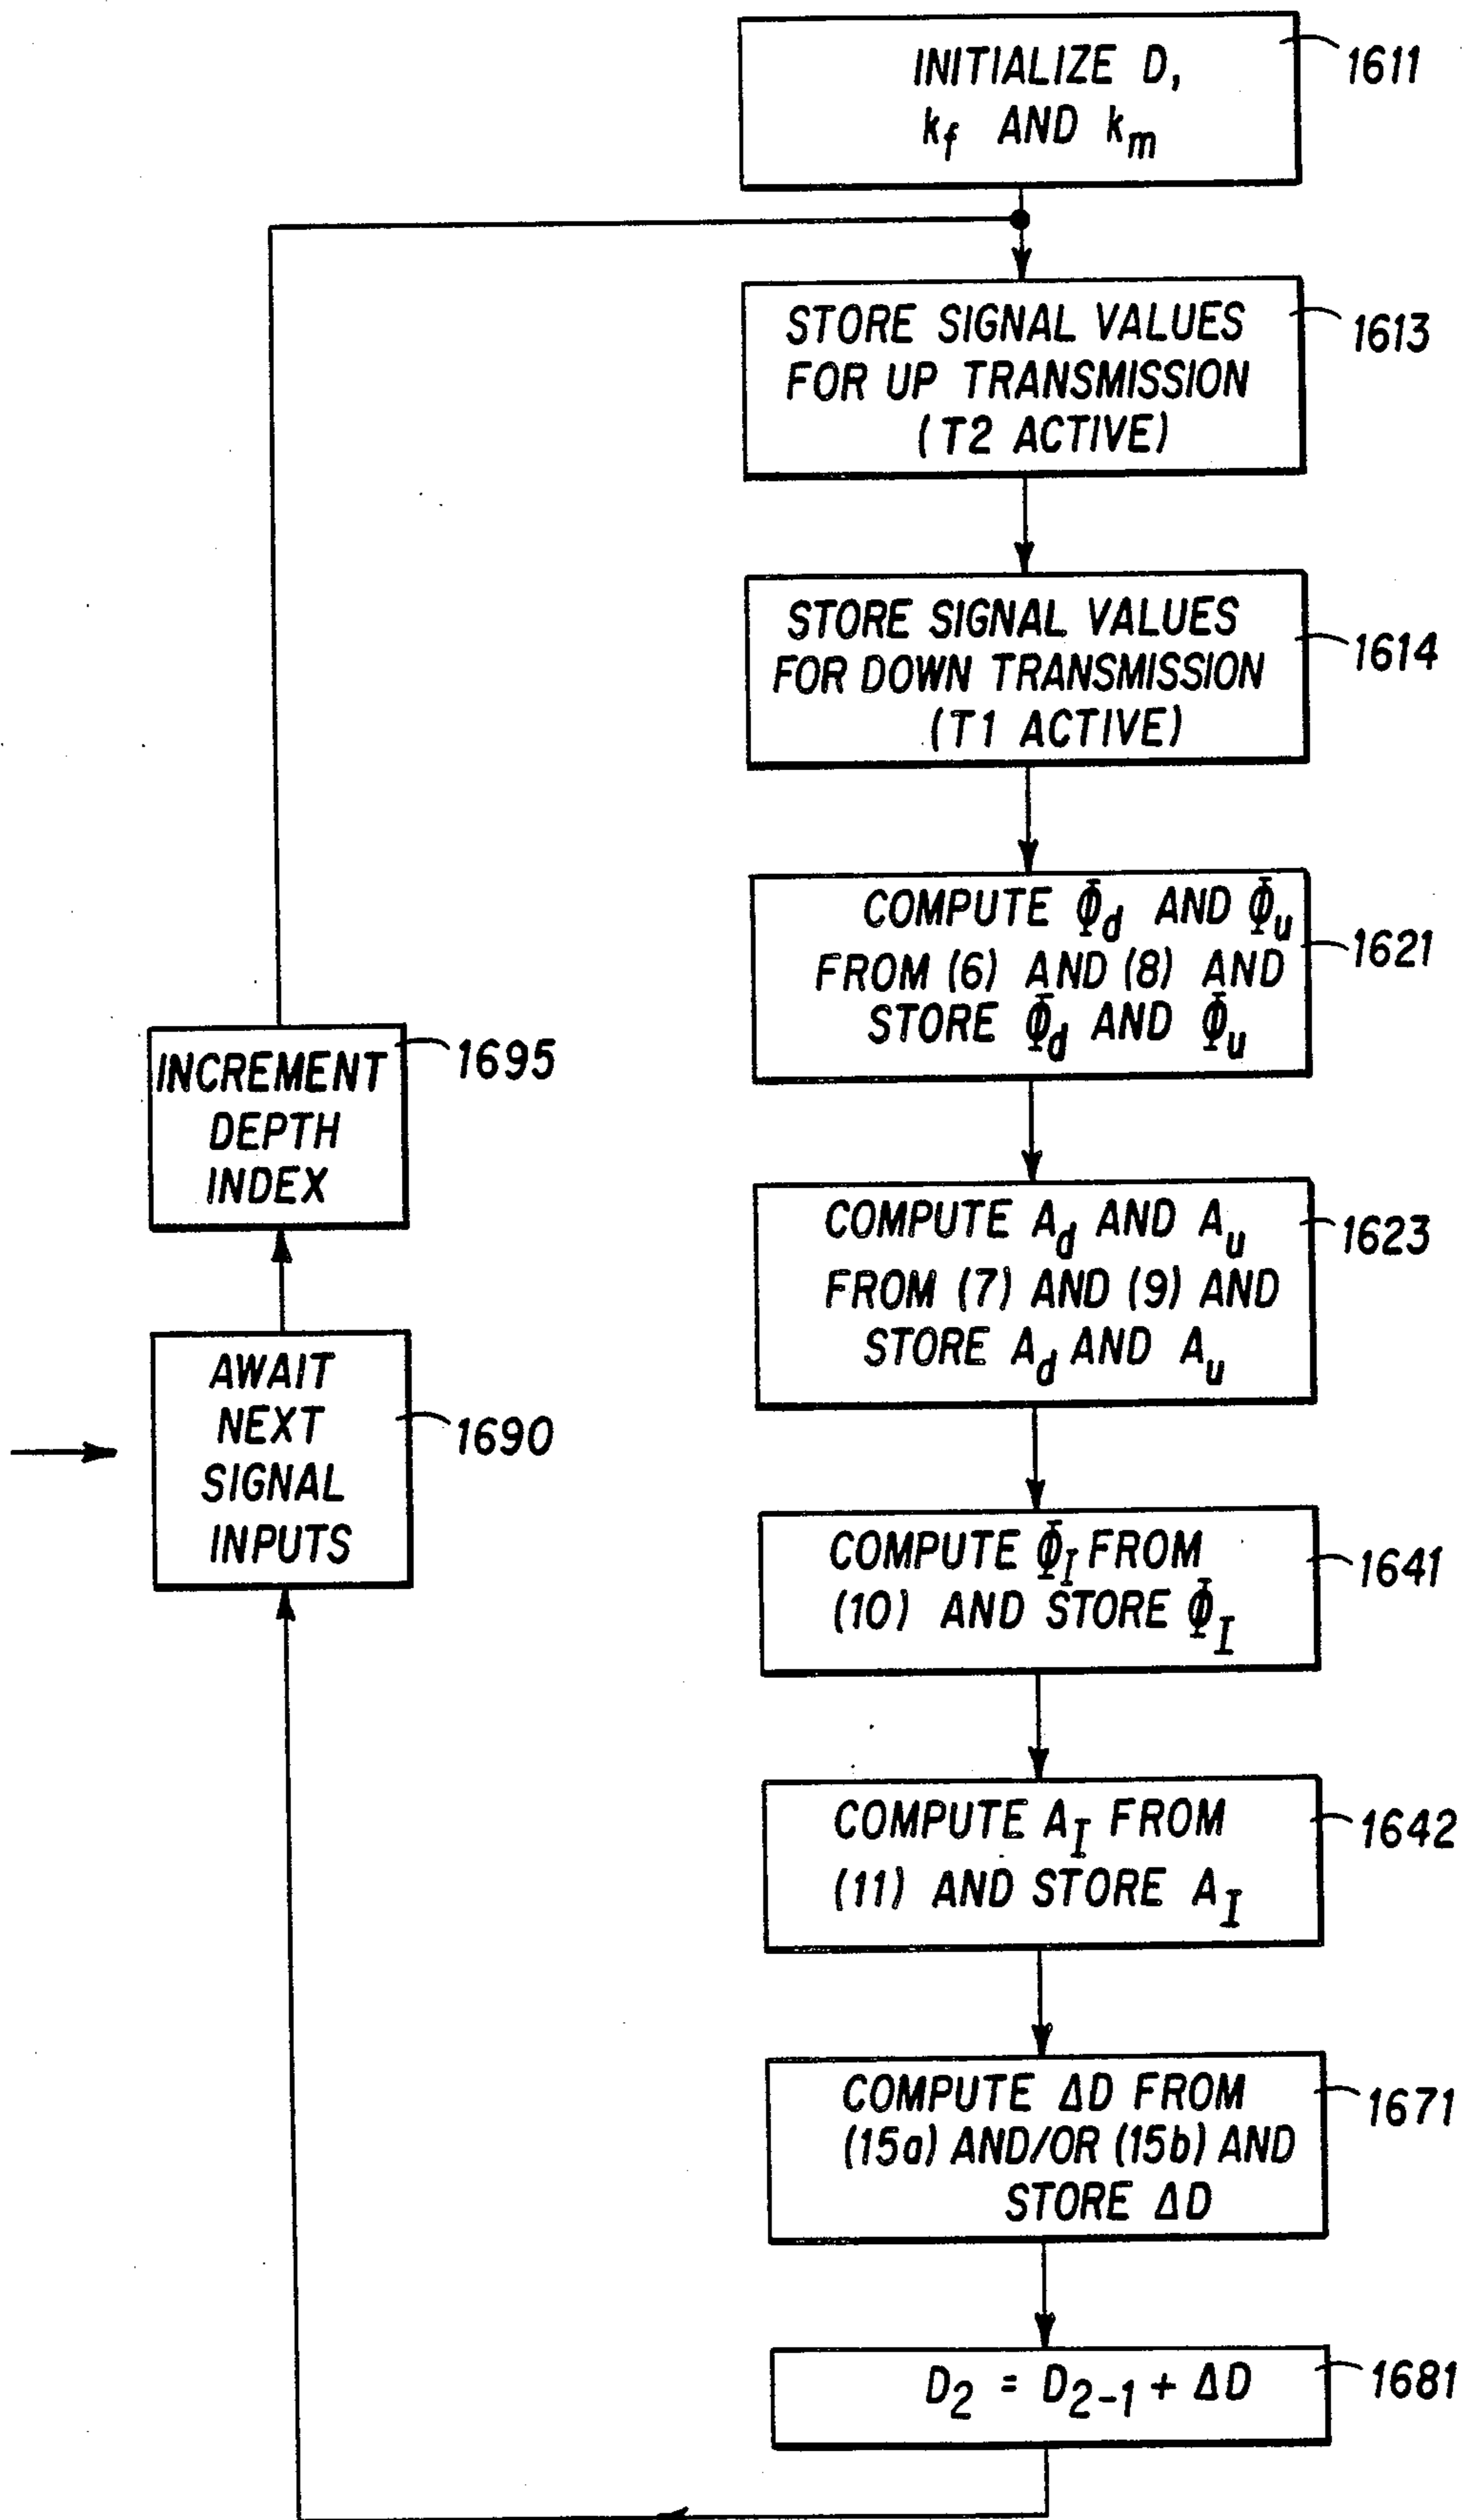 INITIALIZE D,
kf AND km
1611
STORE SIGNAL VALUES
FOR UP TRANSMISSION
(T2 ACTIVE)
1613
STORE SIGNAL VALUES
FOR DOWN TRANSMISSION
(T1 ACTIVE)
1614
COMPUTE Φd AND Φu
FROM (6) AND (8) AND
STORE Φd AND Φu
1621
COMPUTE Ad AND Au
FROM (7) AND (9) AND
STORE Ad AND Au
1623
COMPUTE ΦI FROM
(10) AND STORE ΦI
1641
COMPUTE AI FROM
(11) AND STORE AI
1642
COMPUTE ΔD FROM
(15a) AND/OR (15b) AND
STORE ΔD
1671
D2 = D2-1 + ΔD
1681
AWAIT
NEXT
SIGNAL
INPUTS
1690
INCREMENT
DEPTH
INDEX
1695